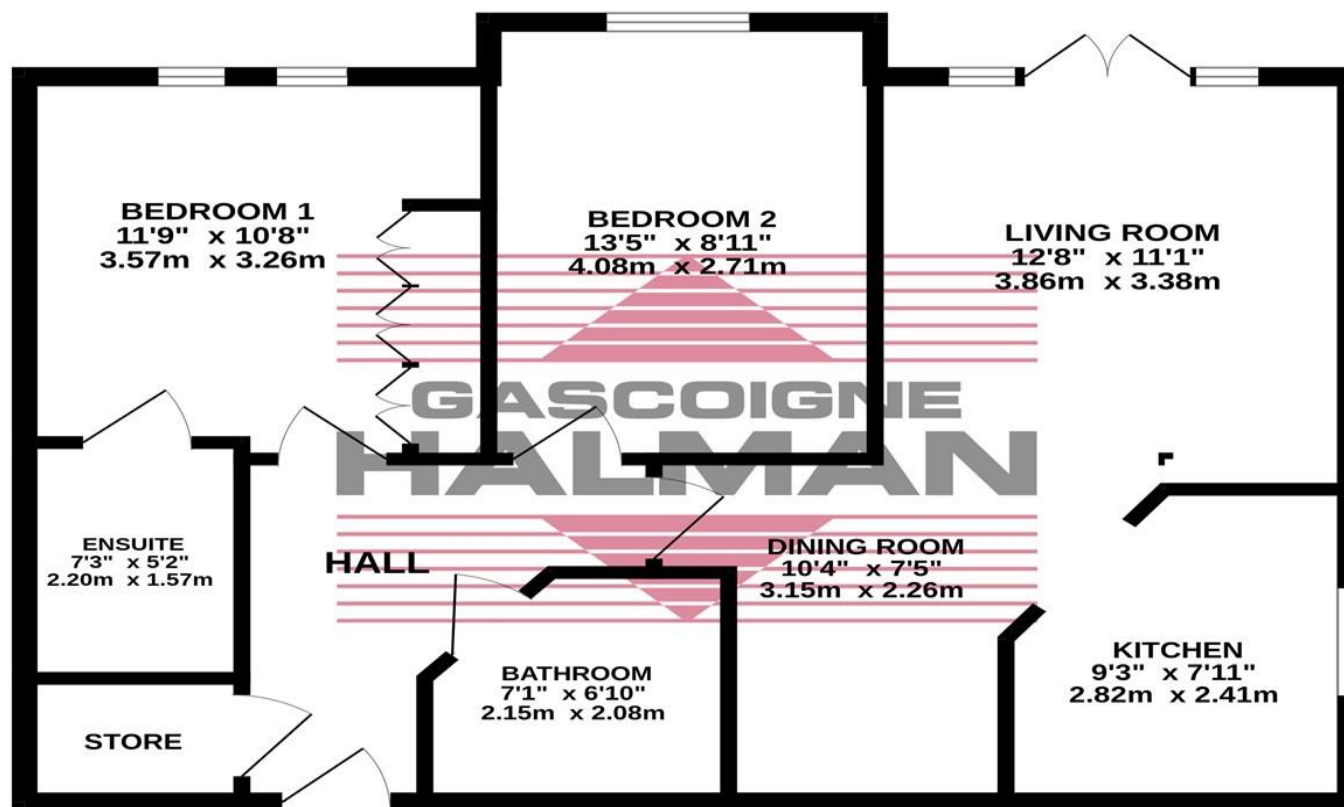 BEDROOM 1
11'9" x 10'8"
3.57m x 3.26m
BEDROOM 2
13'5" x 8'11"
4.08m x 2.71m
LIVING ROOM
12'8" x 11'1"
3.86m x 3.38m
GASCOIGNE
HALMAN
ENSUITE
7'3" x 5'2"
2.20m x 1.57m
HALL
DINING ROOM
10'4" x 7'5"
3.15m x 2.26m
BATHROOM
7'1" x 6'10"
2.15m x 2.08m
KITCHEN
9'3" x 7'11"
2.82m x 2.41m
STORE